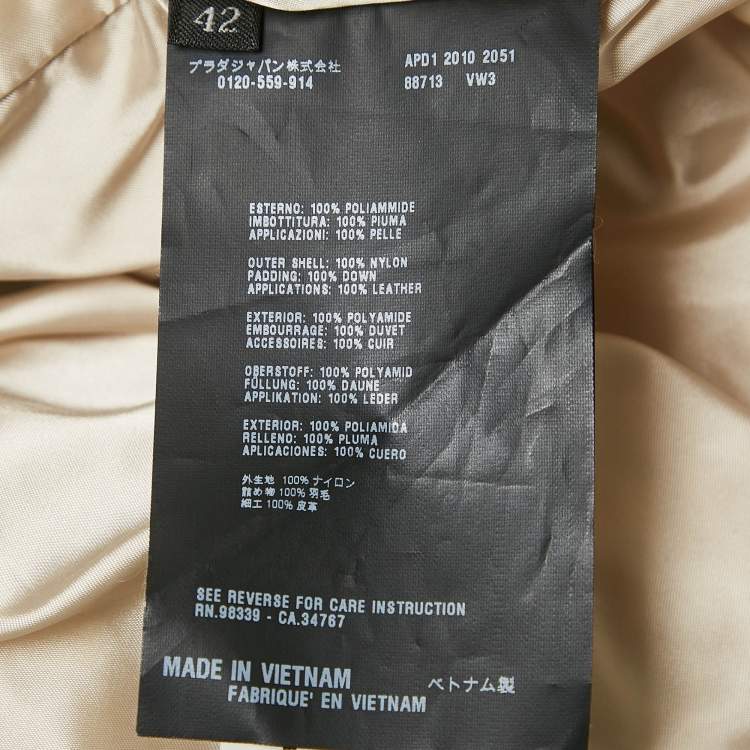 42
プラダジャパン株式会社
0120-559-914
APD1 2010 2051
88713 VW3
ESTERNO: 100% POLIAMMIDE
IMBOTTITURA: 100% PIUMA
APPLICAZIONI: 100% PELLE
OUTER SHELL: 100% NYLON
PADDING: 100% DOWN
APPLICATIONS: 100% LEATHER
EXTERIOR: 100% POLYAMIDE
EMBOURRAGE: 100% DUVET
ACCESSOIRES: 100% CUIR
OBERSTOFF: 100% POLYAMID
FÜLLUNG: 100% DAUNE
APPLIKATION: 100% LEDER
EXTERIOR: 100% POLIAMIDA
RELLENO: 100% PLUMA
APLICACIONES: 100% CUERO
外生地 100% ナイロン
詰め物 100% 羽毛
細工 100% 皮革
SEE REVERSE FOR CARE INSTRUCTION
RN.98339 - CA.34767
MADE IN VIETNAM
ベトナム製
FABRIQUE' EN VIETNAM